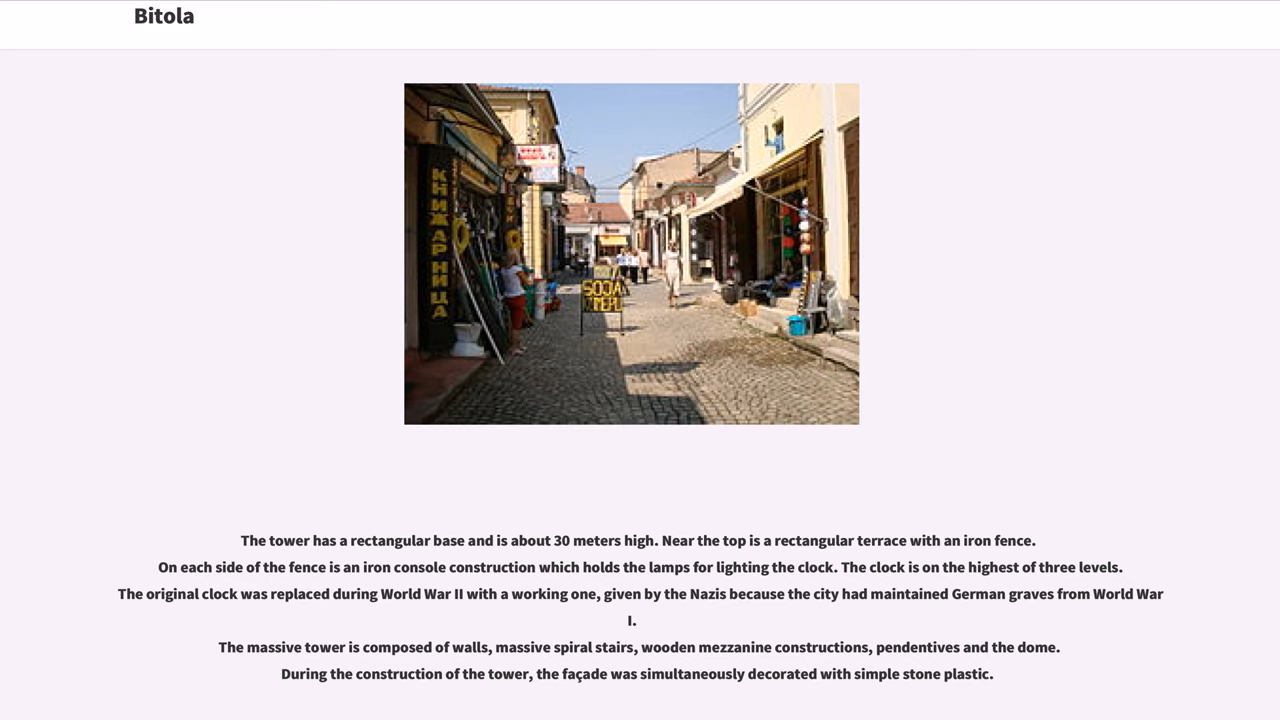 Bitola
КНИЖАРНИЦА
SODA
The tower has a rectangular base and is about 30 meters high. Near the top is a rectangular terrace with an iron fence.
On each side of the fence is an iron console construction which holds the lamps for lighting the clock. The clock is on the highest of three levels.
The original clock was replaced during World War II with a working one, given by the Nazis because the city had maintained German graves from World War
I.
The massive tower is composed of walls, massive spiral stairs, wooden mezzanine constructions, pendentives and the dome.
During the construction of the tower, the façade was simultaneously decorated with simple stone plastic.